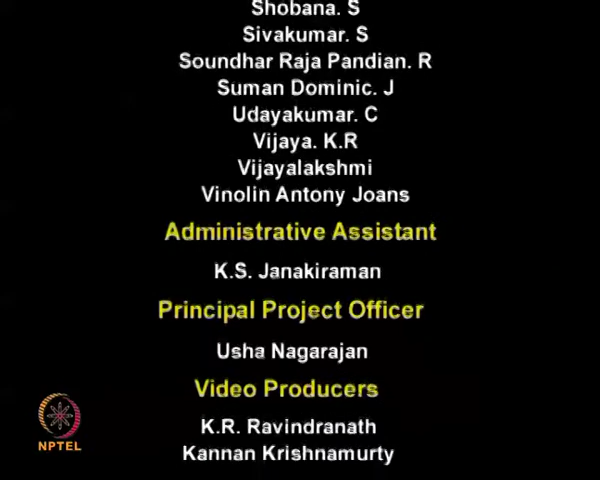 Shobana. S
Sivakumar. S
Soundhar Raja Pandian. R
Suman Dominic. J
Udayakumar. C
Vijaya. K.R
Vijayalakshmi
Vinolin Antony Joans
Administrative Assistant
K.S. Janakiraman
Principal Project Officer
Usha Nagarajan
Video Producers
K.R. Ravindranath
Kannan Krishnamurty
NPTEL